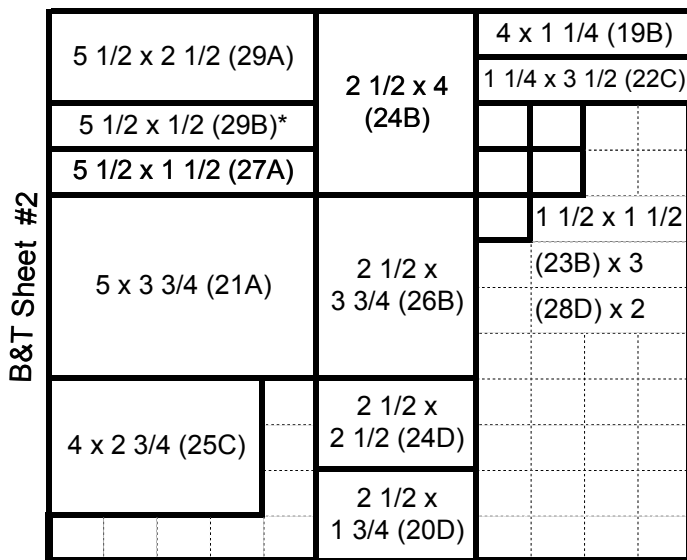 B&T Sheet #2
5 1/2 x 2 1/2 (29A)
5 1/2 x 1/2 (29B)*
5 1/2 x 1 1/2 (27A)
5 x 3 3/4 (21A)
4 x 2 3/4 (25C)
2 1/2 x 4
(24B)
2 1/2 x
3 3/4 (26B)
2 1/2 x
2 1/2 (24D)
2 1/2 x
1 3/4 (20D)
4 x 1 1/4 (19B)
1 1/4 x 3 1/2 (22C)
1 1/2 x 1 1/2
(23B) x 3
(28D) x 2